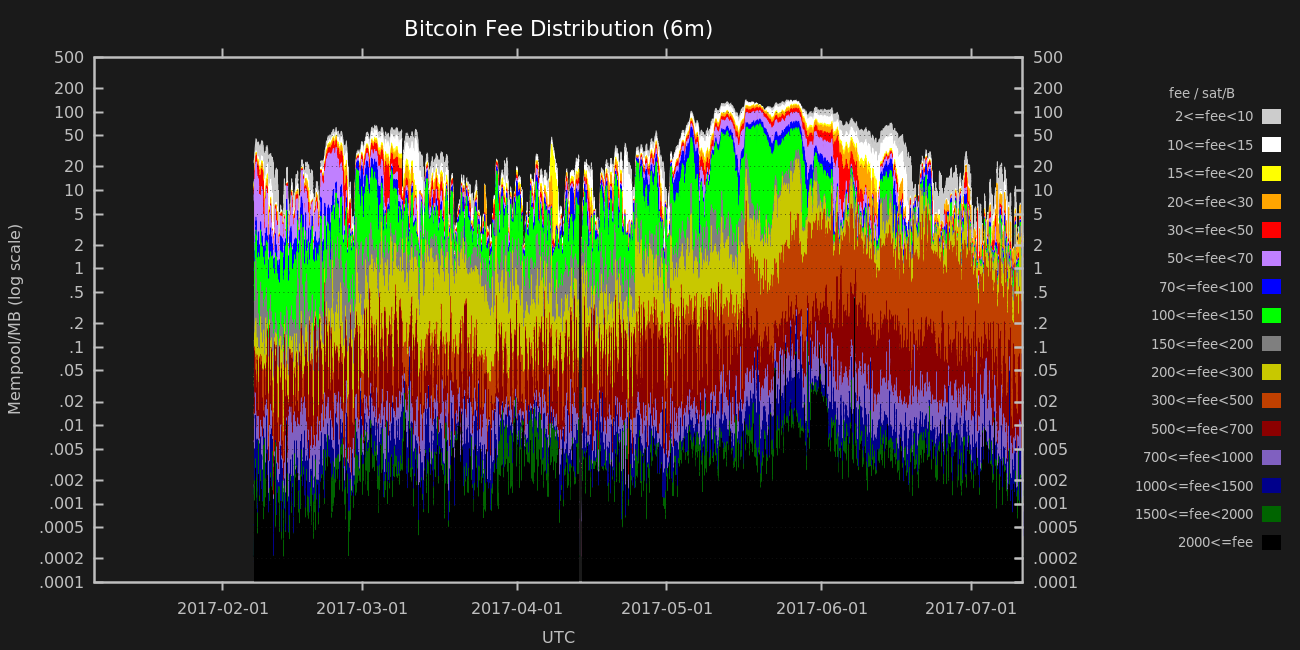 Bitcoin Fee Distribution (6m)
500
200
100
50
20
10
5
2
1
.5
.2
.1
.05
.02
.01
.005
.002
.001
.0005
.0002
.0001
Mempool/MB (log scale)
500
200
100
50
20
10
5
2
1
.5
.2
.1
.05
.02
.01
.005
.002
.001
.0005
.0002
.0001
2017-02-01 2017-03-01 2017-04-01 2017-05-01 2017-06-01 2017-07-01
UTC
fee / sat/B
2<=fee<10
10<=fee<15
15<=fee<20
20<=fee<30
30<=fee<50
50<=fee<70
70<=fee<100
100<=fee<150
150<=fee<200
200<=fee<300
300<=fee<500
500<=fee<700
700<=fee<1000
1000<=fee<1500
1500<=fee<2000
2000<=fee